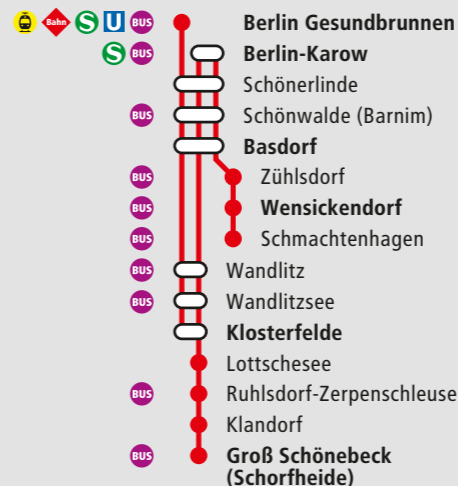 Bahn S U BUS Berlin Gesundbrunnen
S BUS Berlin-Karow
Schönerlinde
BUS Schönwalde (Barnim)
Basdorf
BUS Zühlsdorf
BUS Wensickendorf
BUS Schmachtenhagen
BUS Wandlitz
BUS Wandlitzsee
Klosterfelde
Lottschesee
BUS Ruhlsdorf-Zerpenschleuse
Klandorf
BUS Groß Schönebeck
(Schorfheide)